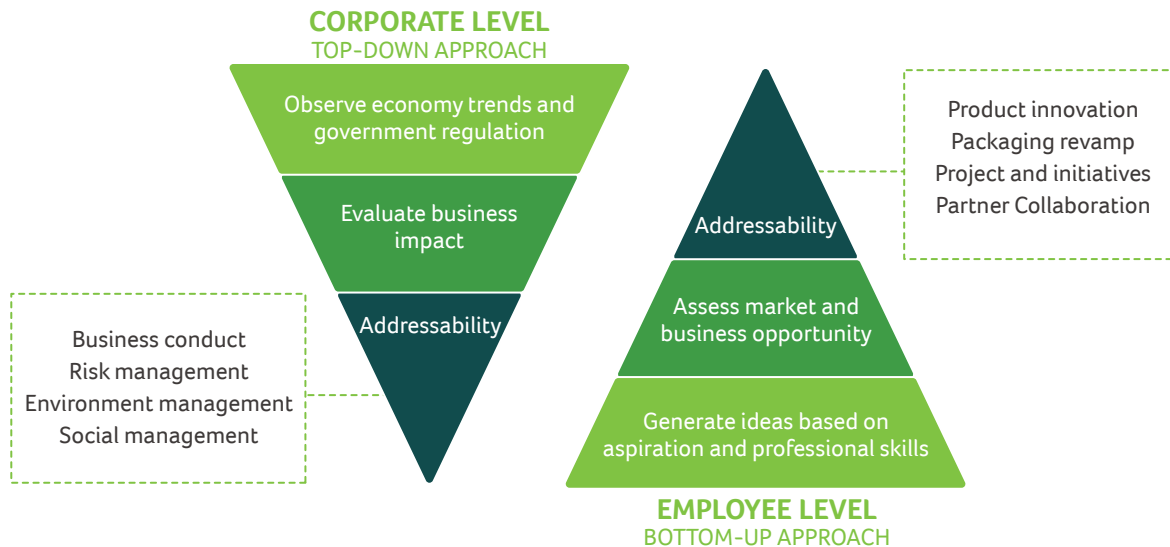 CORPORATE LEVEL
TOP-DOWN APPROACH
Observe economy trends and
government regulation
Evaluate business
impact
Addressability
Business conduct
Risk management
Environment management
Social management
Product innovation
Packaging revamp
Project and initiatives
Partner Collaboration
Addressability
Assess market and
business opportunity
Generate ideas based on
aspiration and professional skills
EMPLOYEE LEVEL
BOTTOM-UP APPROACH